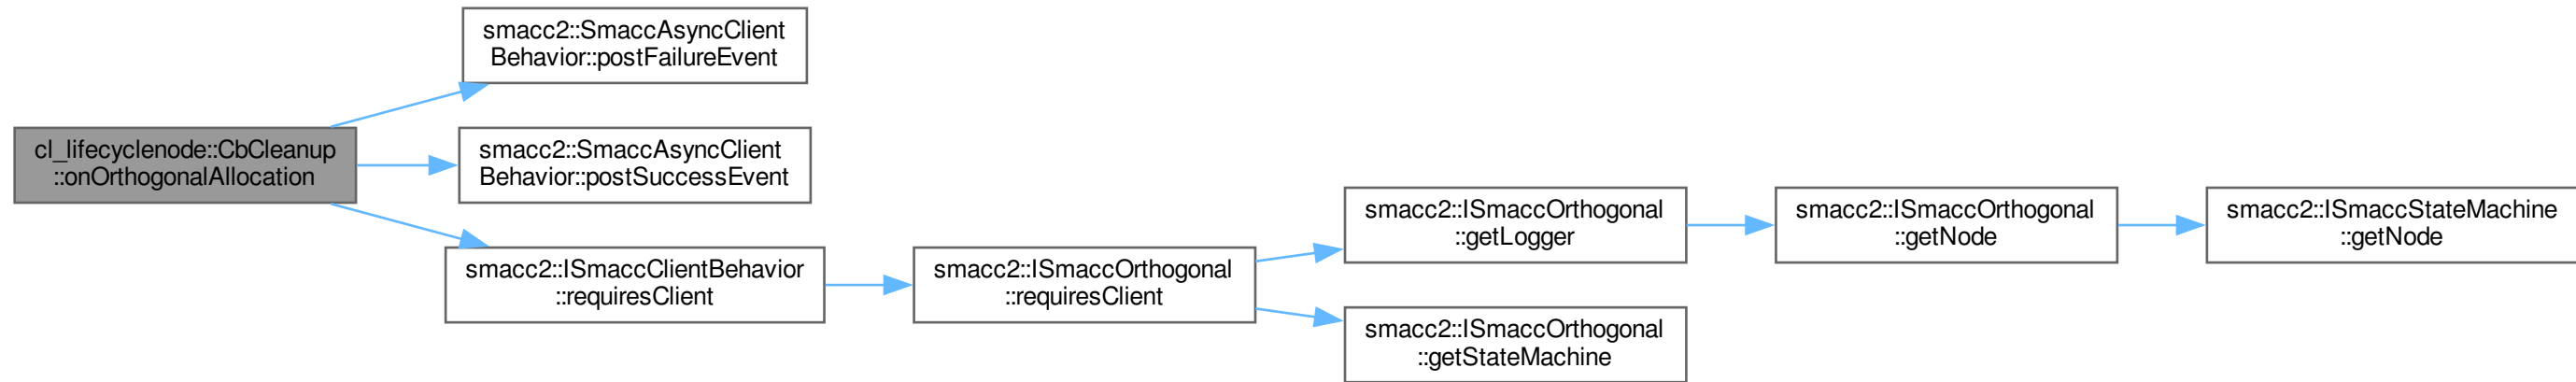 smacc2::SmaccAsyncClient
Behavior::postFailureEvent
cl_lifecyclenode::CbCleanup
::onOrthogonalAllocation
smacc2::SmaccAsyncClient
Behavior::postSuccessEvent
smacc2::ISmaccClientBehavior
::requiresClient
smacc2::ISmaccOrthogonal
::requiresClient
smacc2::ISmaccOrthogonal
::getLogger
smacc2::ISmaccOrthogonal
::getNode
smacc2::ISmaccStateMachine
::getNode
smacc2::ISmaccOrthogonal
::getStateMachine